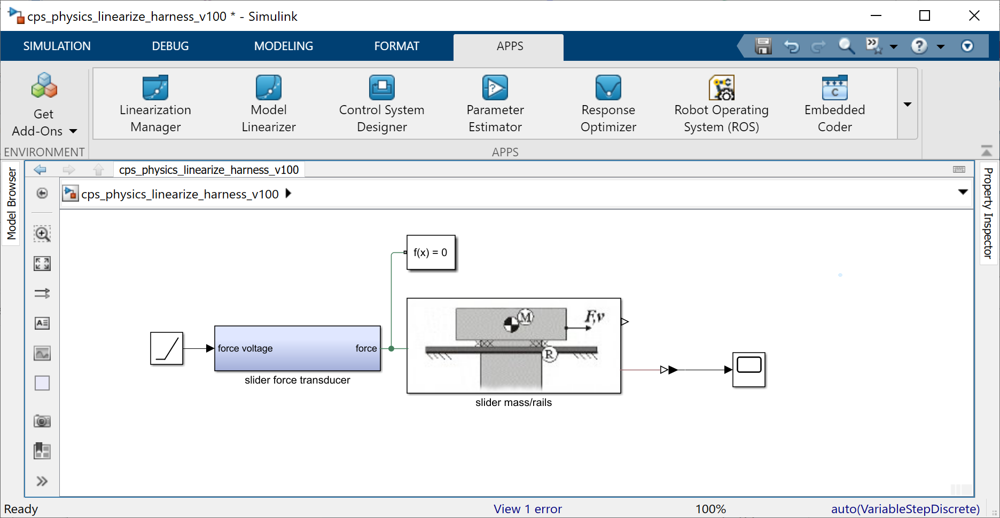 cps_physics_linearize_harness_v100 * - Simulink
SIMULATION DEBUG MODELING FORMAT APPS
Get
Add-Ons
ENVIRONMENT
Linearization
Manager
Model
Linearizer
Control System
Designer
Parameter
Estimator
Response
Optimizer
Robot Operating
System (ROS)
Embedded
Coder
APPS
Model Browser
cps_physics_linearize_harness_v100
cps_physics_linearize_harness_v100
Property Inspector
f(x) = 0
M
F,v
R
force voltage force
slider force transducer
slider mass/rails
Ready View 1 error 100% auto(VariableStepDiscrete)